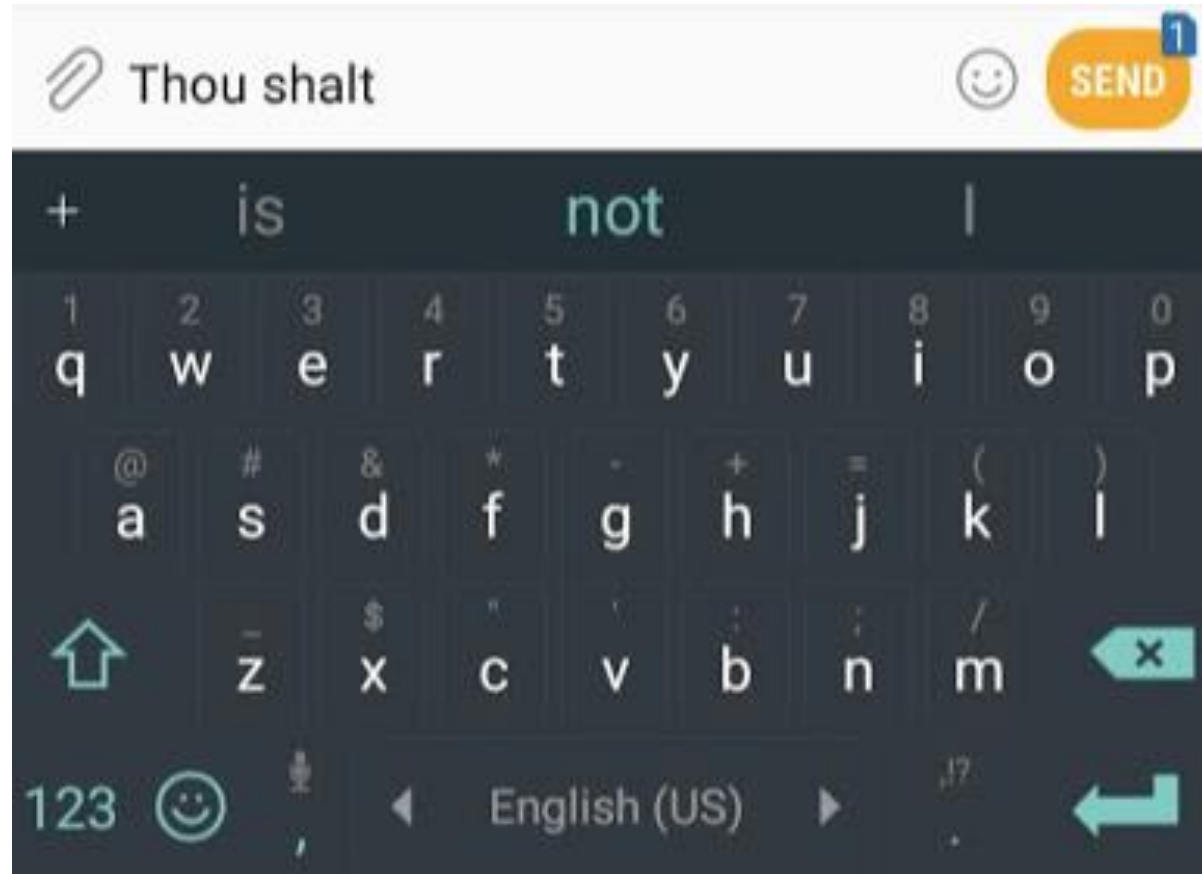 Thou shalt
SEND
1
+ is not I
1 2 3 4 5 6 7 8 9 0
q w e r t y u i o p
@ # & * - + = ( )
a s d f g h j k l
_ $ " ' : ; /
z x c v b n m
,!?
123 , English (US) .